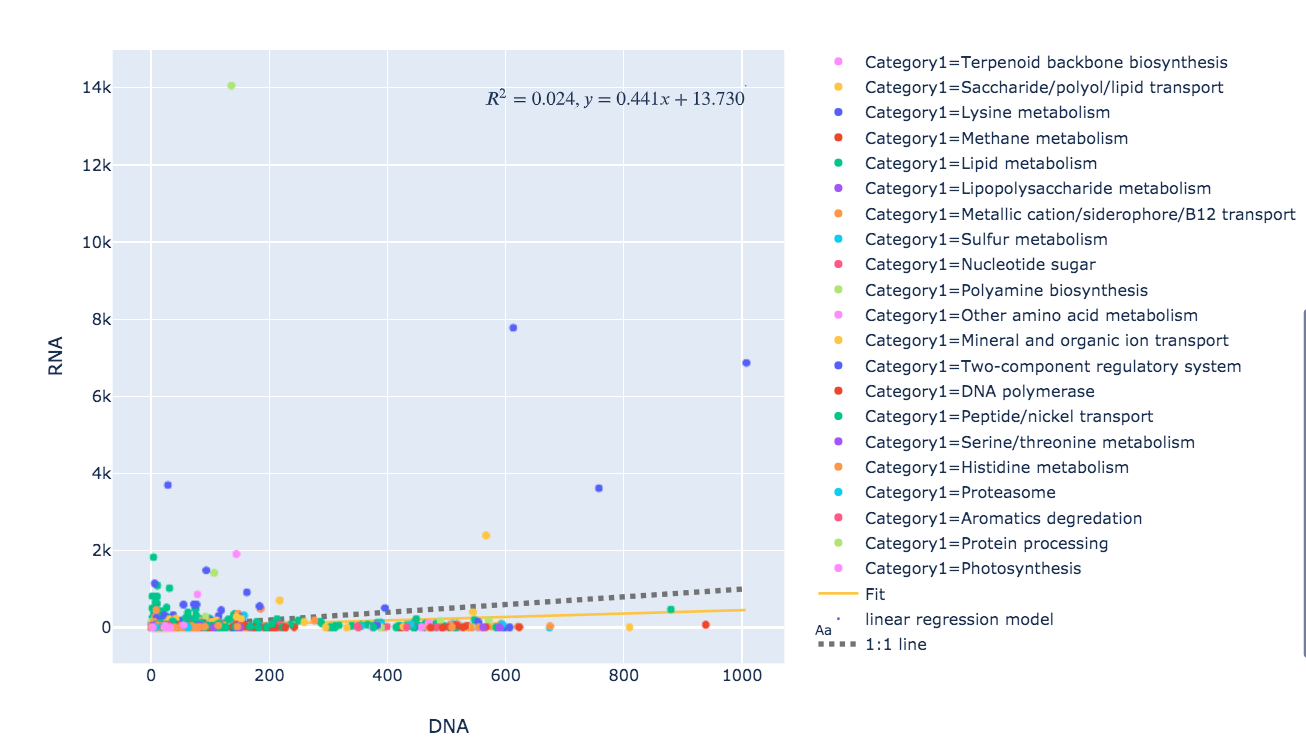 14k
12k
10k
8k
6k
4k
2k
0
RNA
R² = 0.024, y = 0.441x + 13.730
0 200 400 600 800 1000
DNA
Category1=Terpenoid backbone biosynthesis
Category1=Saccharide/polyol/lipid transport
Category1=Lysine metabolism
Category1=Methane metabolism
Category1=Lipid metabolism
Category1=Lipopolysaccharide metabolism
Category1=Metallic cation/siderophore/B12 transport
Category1=Sulfur metabolism
Category1=Nucleotide sugar
Category1=Polyamine biosynthesis
Category1=Other amino acid metabolism
Category1=Mineral and organic ion transport
Category1=Two-component regulatory system
Category1=DNA polymerase
Category1=Peptide/nickel transport
Category1=Serine/threonine metabolism
Category1=Histidine metabolism
Category1=Proteasome
Category1=Aromatics degredation
Category1=Protein processing
Category1=Photosynthesis
Fit
Aa linear regression model
1:1 line